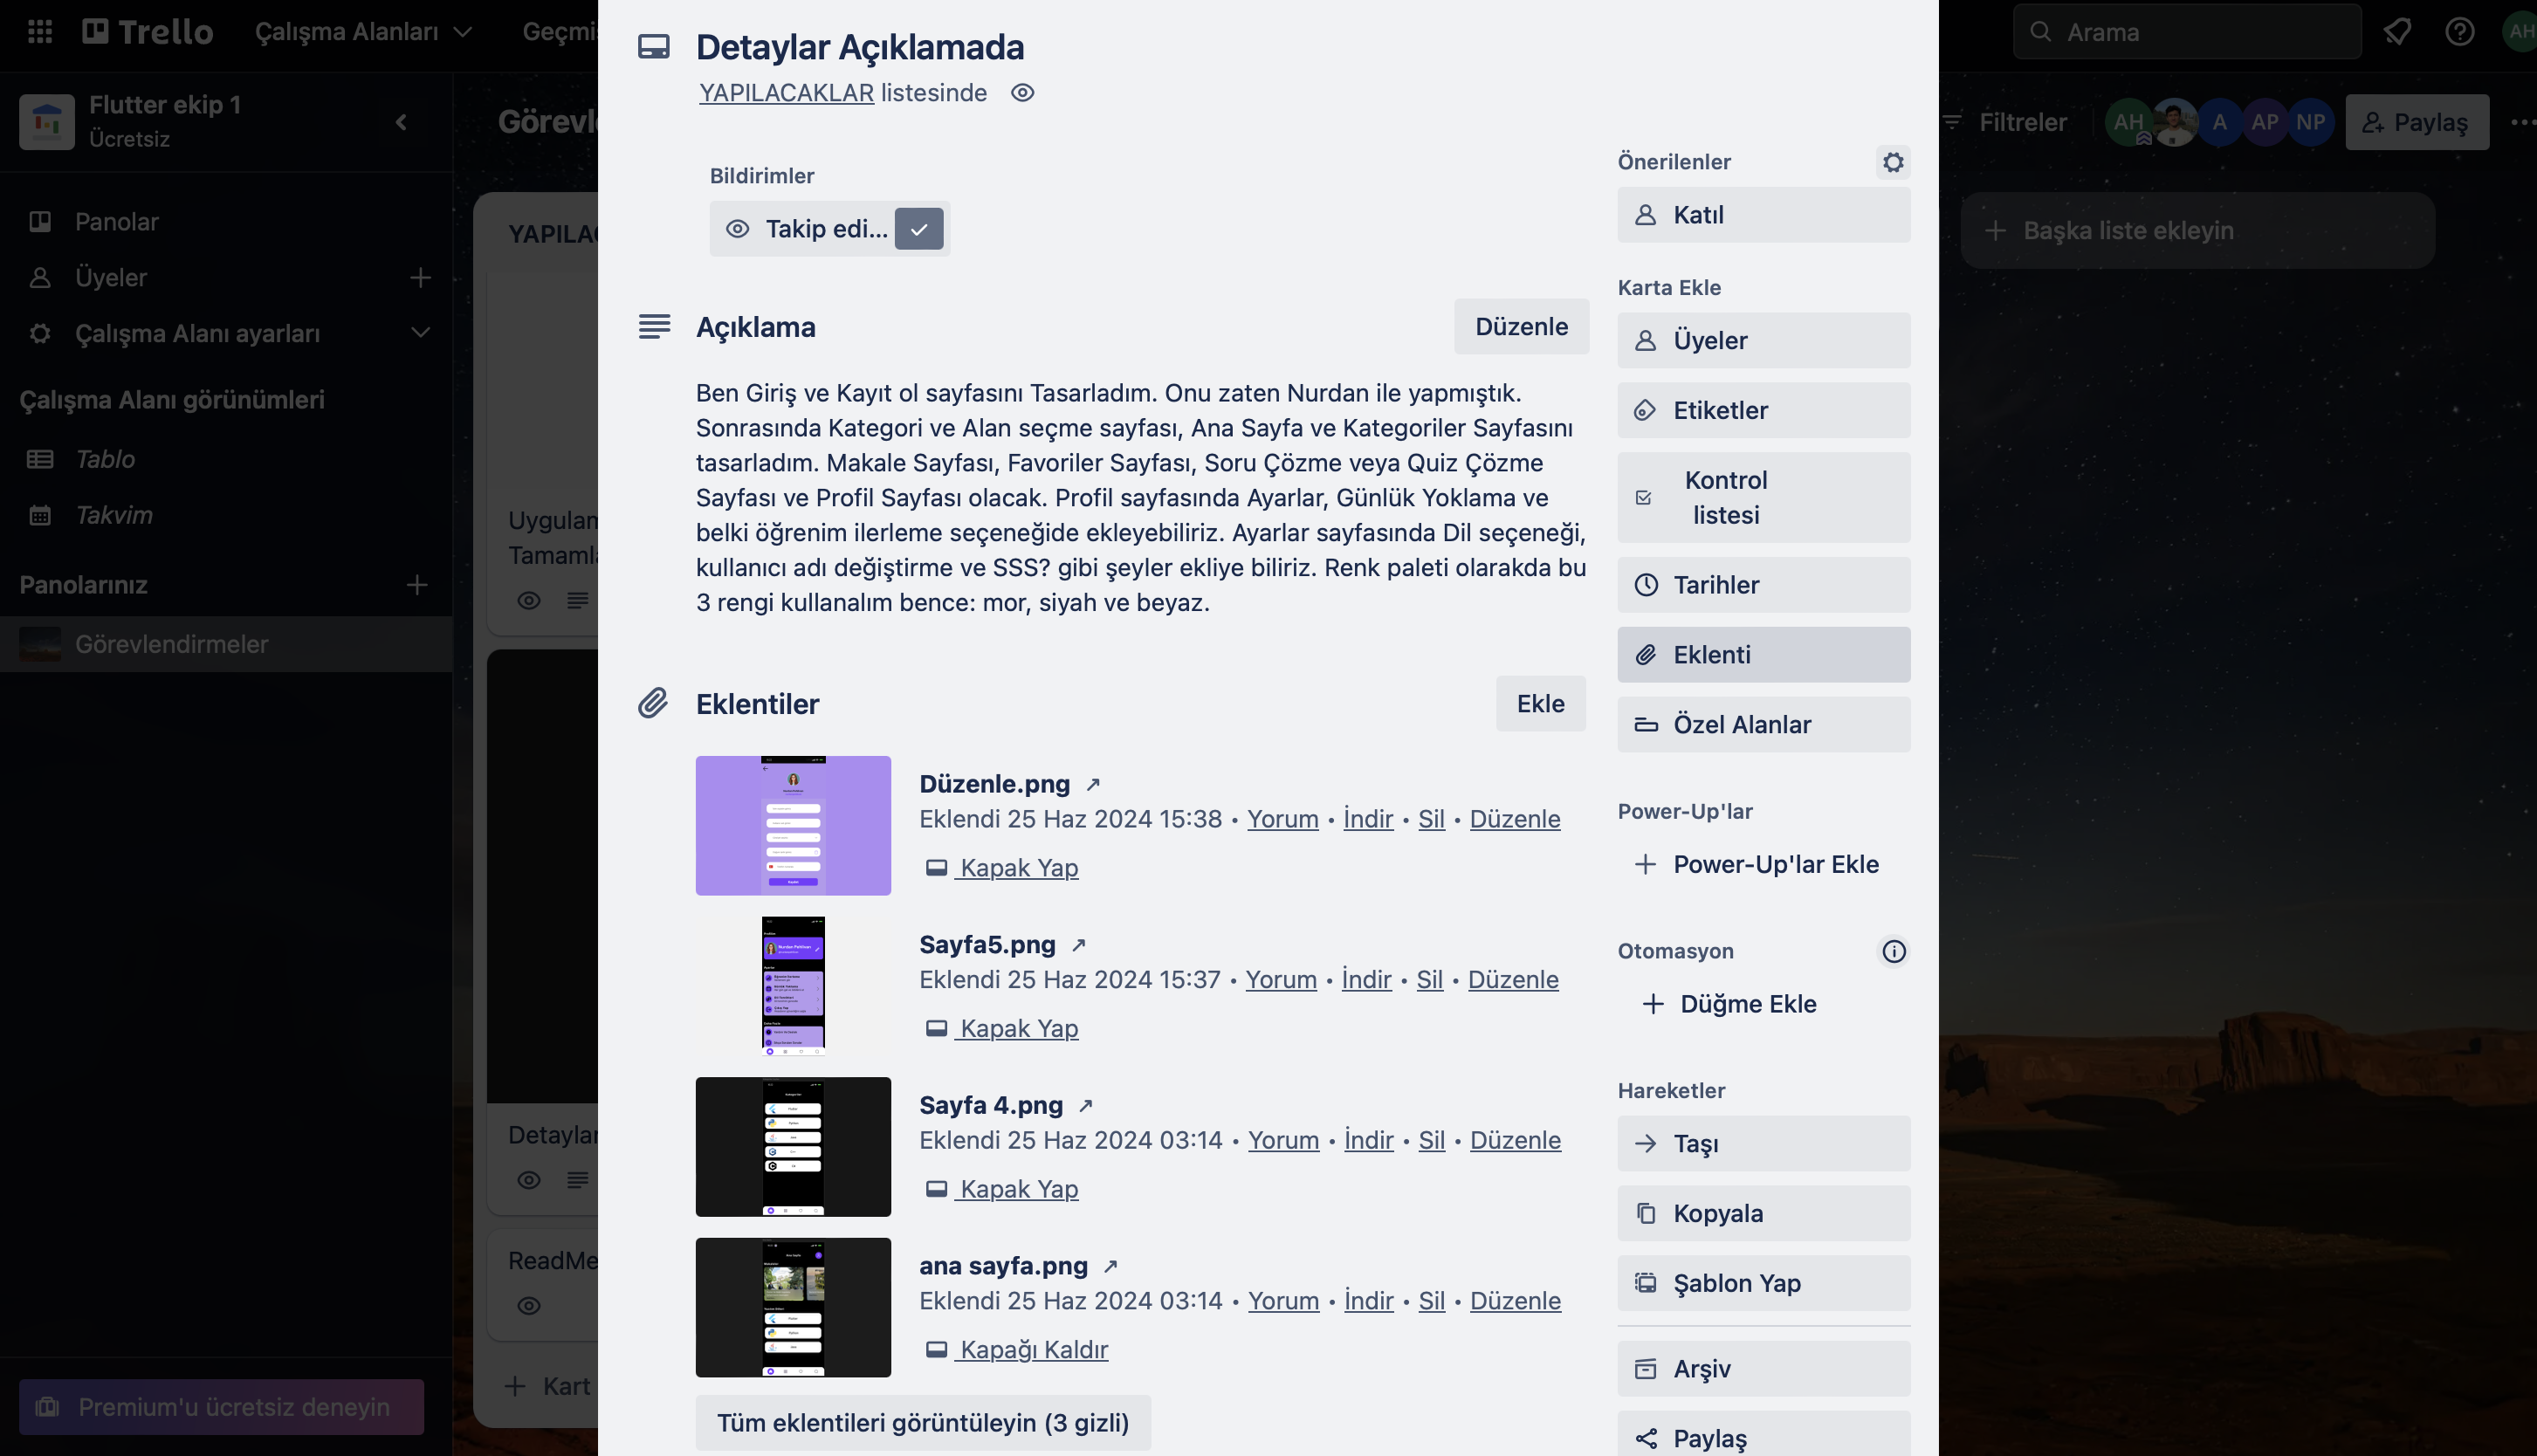 Trello
Çalışma Alanları
Geçmiş
Arama
AH
Flutter ekip 1
Ücretsiz
Panolar
Üyeler
Çalışma Alanı ayarları
Çalışma Alanı görünümleri
Tablo
Takvim
Panolarınız
Görevlendirmeler
Premium'u ücretsiz deneyin
Görevl
YAPILAC
Uygulam
Tamamla
Detaylar
ReadMe
Kart
Detaylar Açıklamada
YAPILACAKLAR listesinde
Bildirimler
Takip edi...
Açıklama
Düzenle
Ben Giriş ve Kayıt ol sayfasını Tasarladım. Onu zaten Nurdan ile yapmıştık.
Sonrasında Kategori ve Alan seçme sayfası, Ana Sayfa ve Kategoriler Sayfasını
tasarladım. Makale Sayfası, Favoriler Sayfası, Soru Çözme veya Quiz Çözme
Sayfası ve Profil Sayfası olacak. Profil sayfasında Ayarlar, Günlük Yoklama ve
belki öğrenim ilerleme seçeneğide ekleyebiliriz. Ayarlar sayfasında Dil seçeneği,
kullanıcı adı değiştirme ve SSS? gibi şeyler ekliye biliriz. Renk paleti olarakda bu
3 rengi kullanalım bence: mor, siyah ve beyaz.
Eklentiler
Ekle
Düzenle.png
Eklendi 25 Haz 2024 15:38 • Yorum • İndir • Sil • Düzenle
Kapak Yap
Sayfa5.png
Eklendi 25 Haz 2024 15:37 • Yorum • İndir • Sil • Düzenle
Kapak Yap
Sayfa 4.png
Eklendi 25 Haz 2024 03:14 • Yorum • İndir • Sil • Düzenle
Kapak Yap
ana sayfa.png
Eklendi 25 Haz 2024 03:14 • Yorum • İndir • Sil • Düzenle
Kapağı Kaldır
Tüm eklentileri görüntüleyin (3 gizli)
Önerilenler
Katıl
Karta Ekle
Üyeler
Etiketler
Kontrol
listesi
Tarihler
Eklenti
Özel Alanlar
Power-Up'lar
Power-Up'lar Ekle
Otomasyon
Düğme Ekle
Hareketler
Taşı
Kopyala
Şablon Yap
Arşiv
Paylaş
Filtreler
AH
A
AP
NP
Paylaş
Başka liste ekleyin